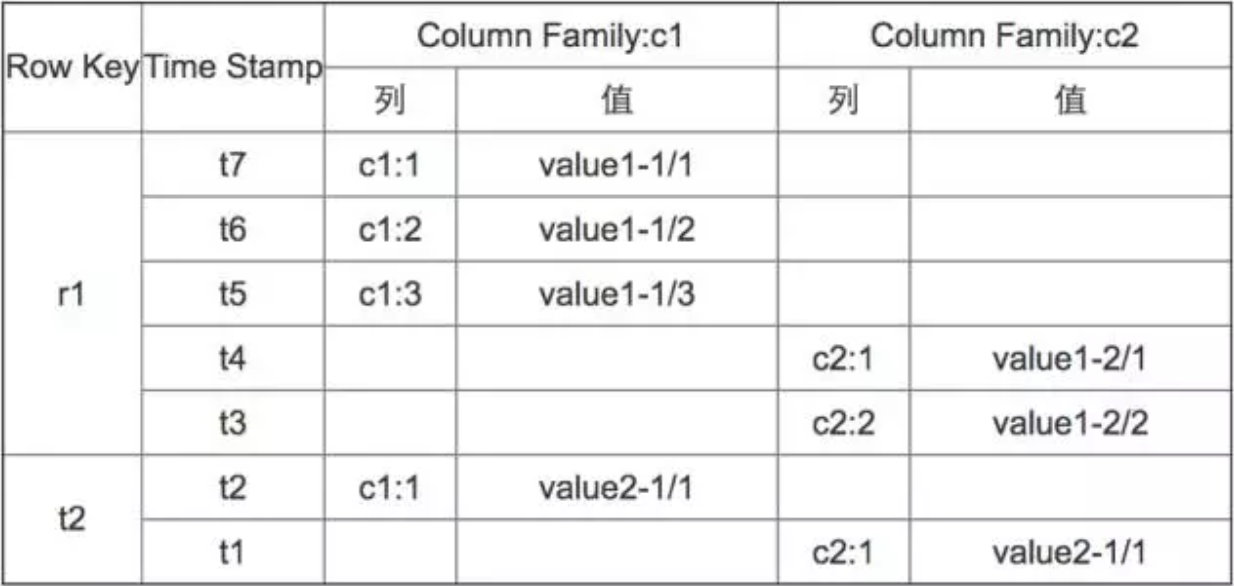 Row Key Time Stamp Column Family:c1 Column Family:c2
列 值 列 值
r1
t7 c1:1 value1-1/1
t6 c1:2 value1-1/2
t5 c1:3 value1-1/3
t4 c2:1 value1-2/1
t3 c2:2 value1-2/2
t2
t2 c1:1 value2-1/1
t1 c2:1 value2-1/1